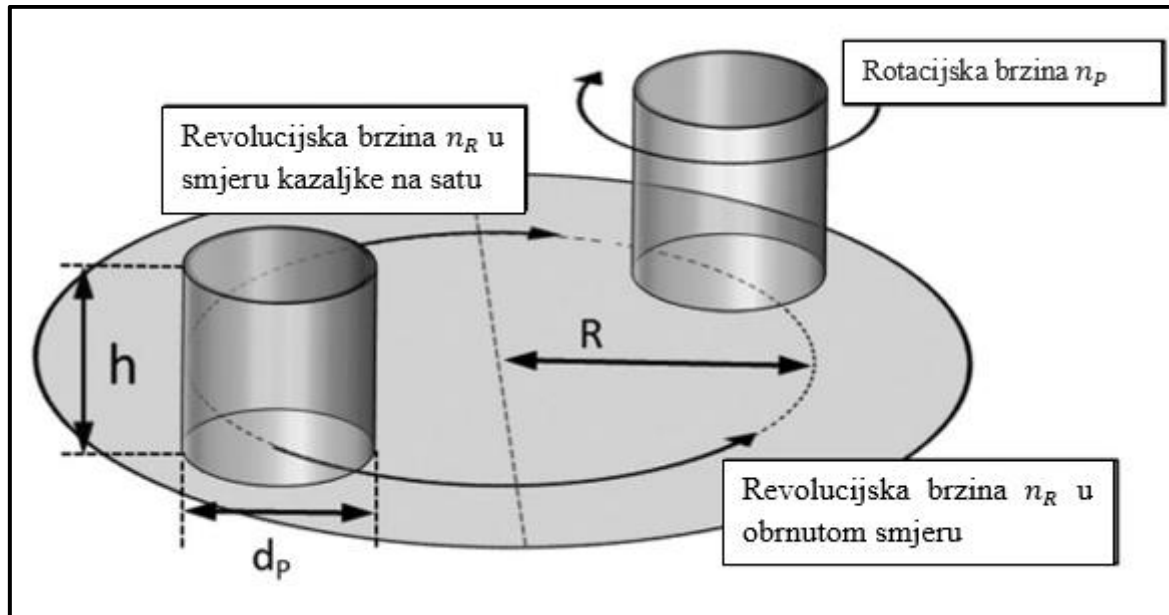 Rotacijska brzina n_P
Revolucijska brzina n_R u
smjeru kazaljke na satu
h
R
Revolucijska brzina n_R u
obrnutom smjeru
d_P